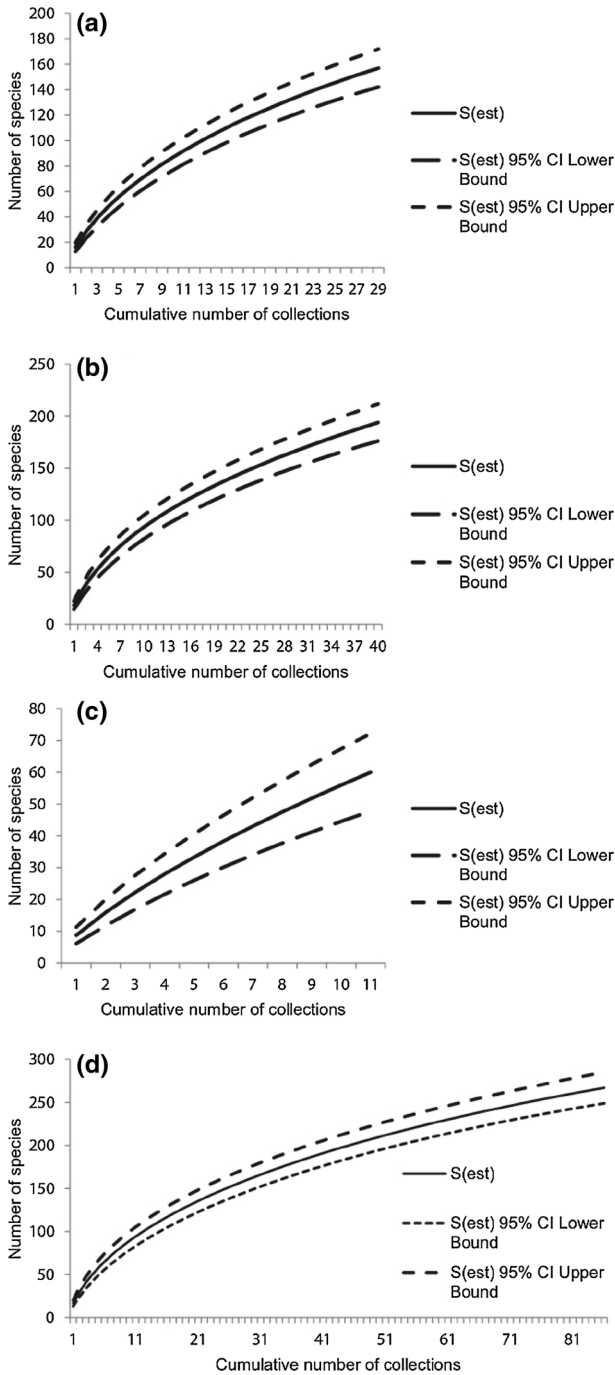 (a)
Number of species
200
180
160
140
120
100
80
60
40
20
0
1 3 5 7 9 11 13 15 17 19 21 23 25 27 29
Cumulative number of collections
S(est)
S(est) 95% CI Lower
Bound
S(est) 95% CI Upper
Bound
(b)
Number of species
250
200
150
100
50
0
1 4 7 10 13 16 19 22 25 28 31 34 37 40
Cumulative number of collections
S(est)
S(est) 95% CI Lower
Bound
S(est) 95% CI Upper
Bound
(c)
Number of species
80
70
60
50
40
30
20
10
0
1 2 3 4 5 6 7 8 9 10 11
Cumulative number of collections
S(est)
S(est) 95% CI Lower
Bound
S(est) 95% CI Upper
Bound
(d)
Number of species
300
250
200
150
100
50
0
1 11 21 31 41 51 61 71 81
Cumulative number of collections
S(est)
S(est) 95% CI Lower
Bound
S(est) 95% CI Upper
Bound